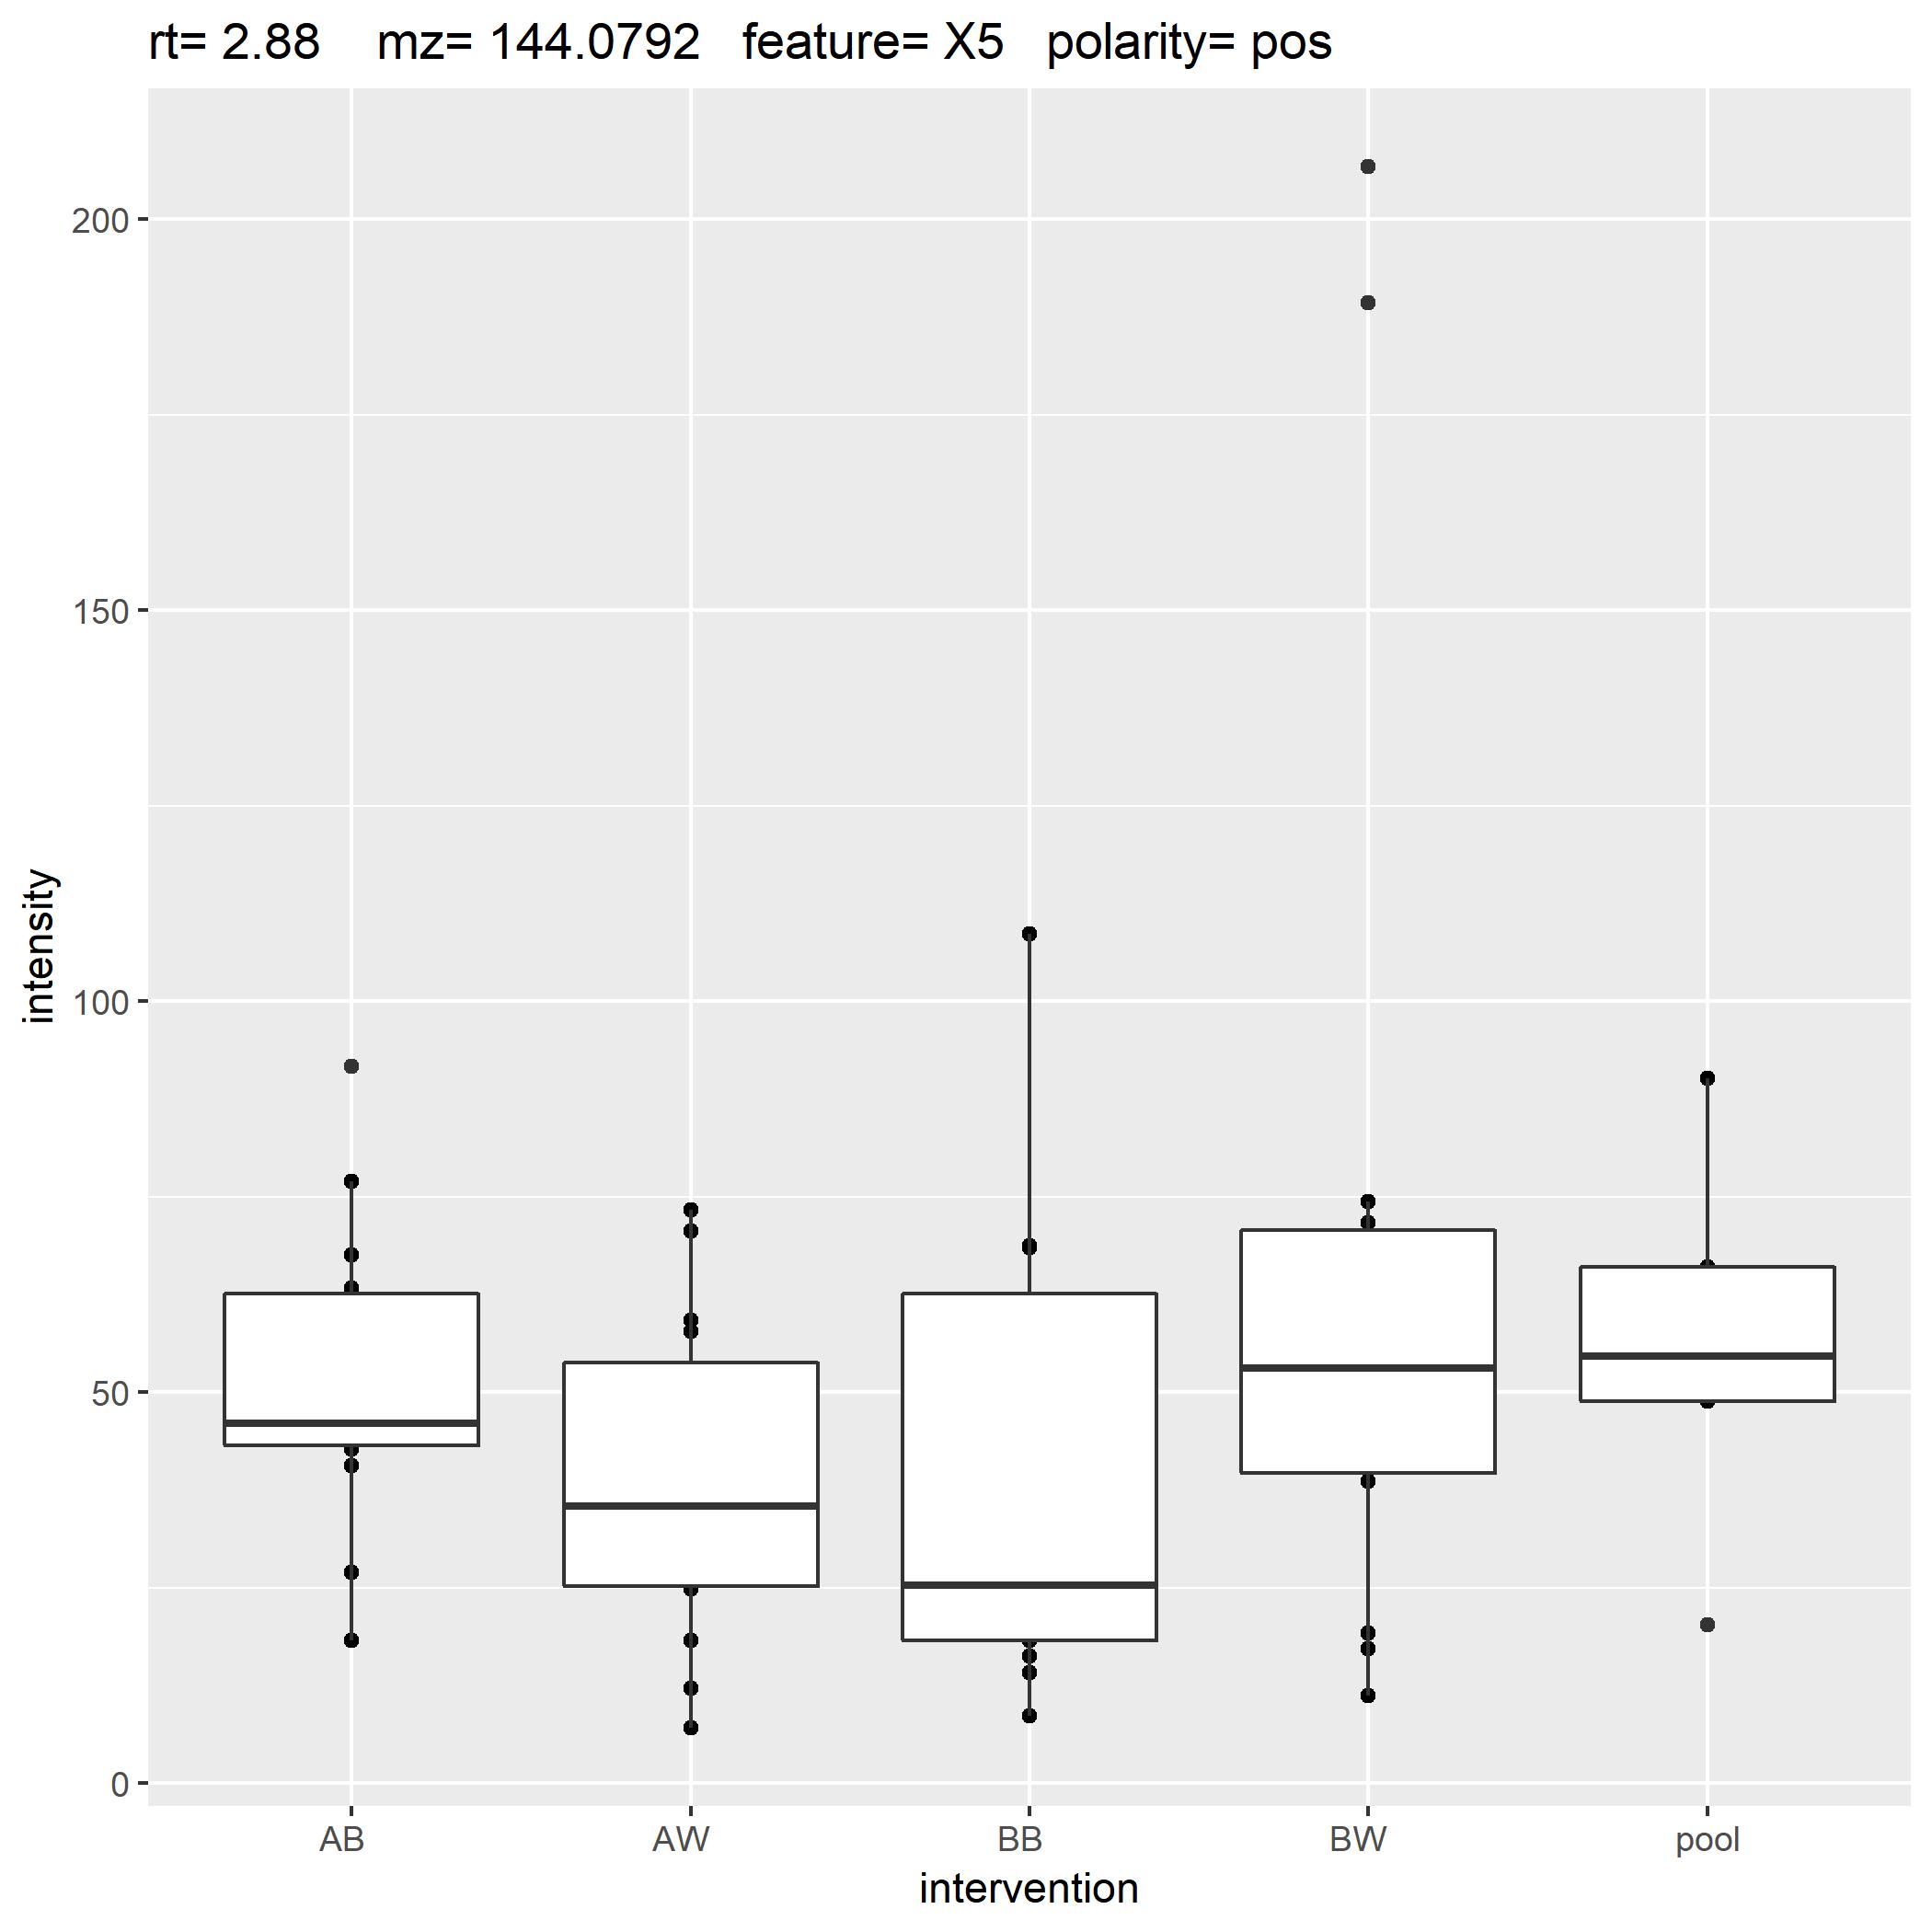 rt= 2.88 mz= 144.0792 feature= X5 polarity= pos
200
150
100
50
0
intensity
AB AW BB BW pool
intervention